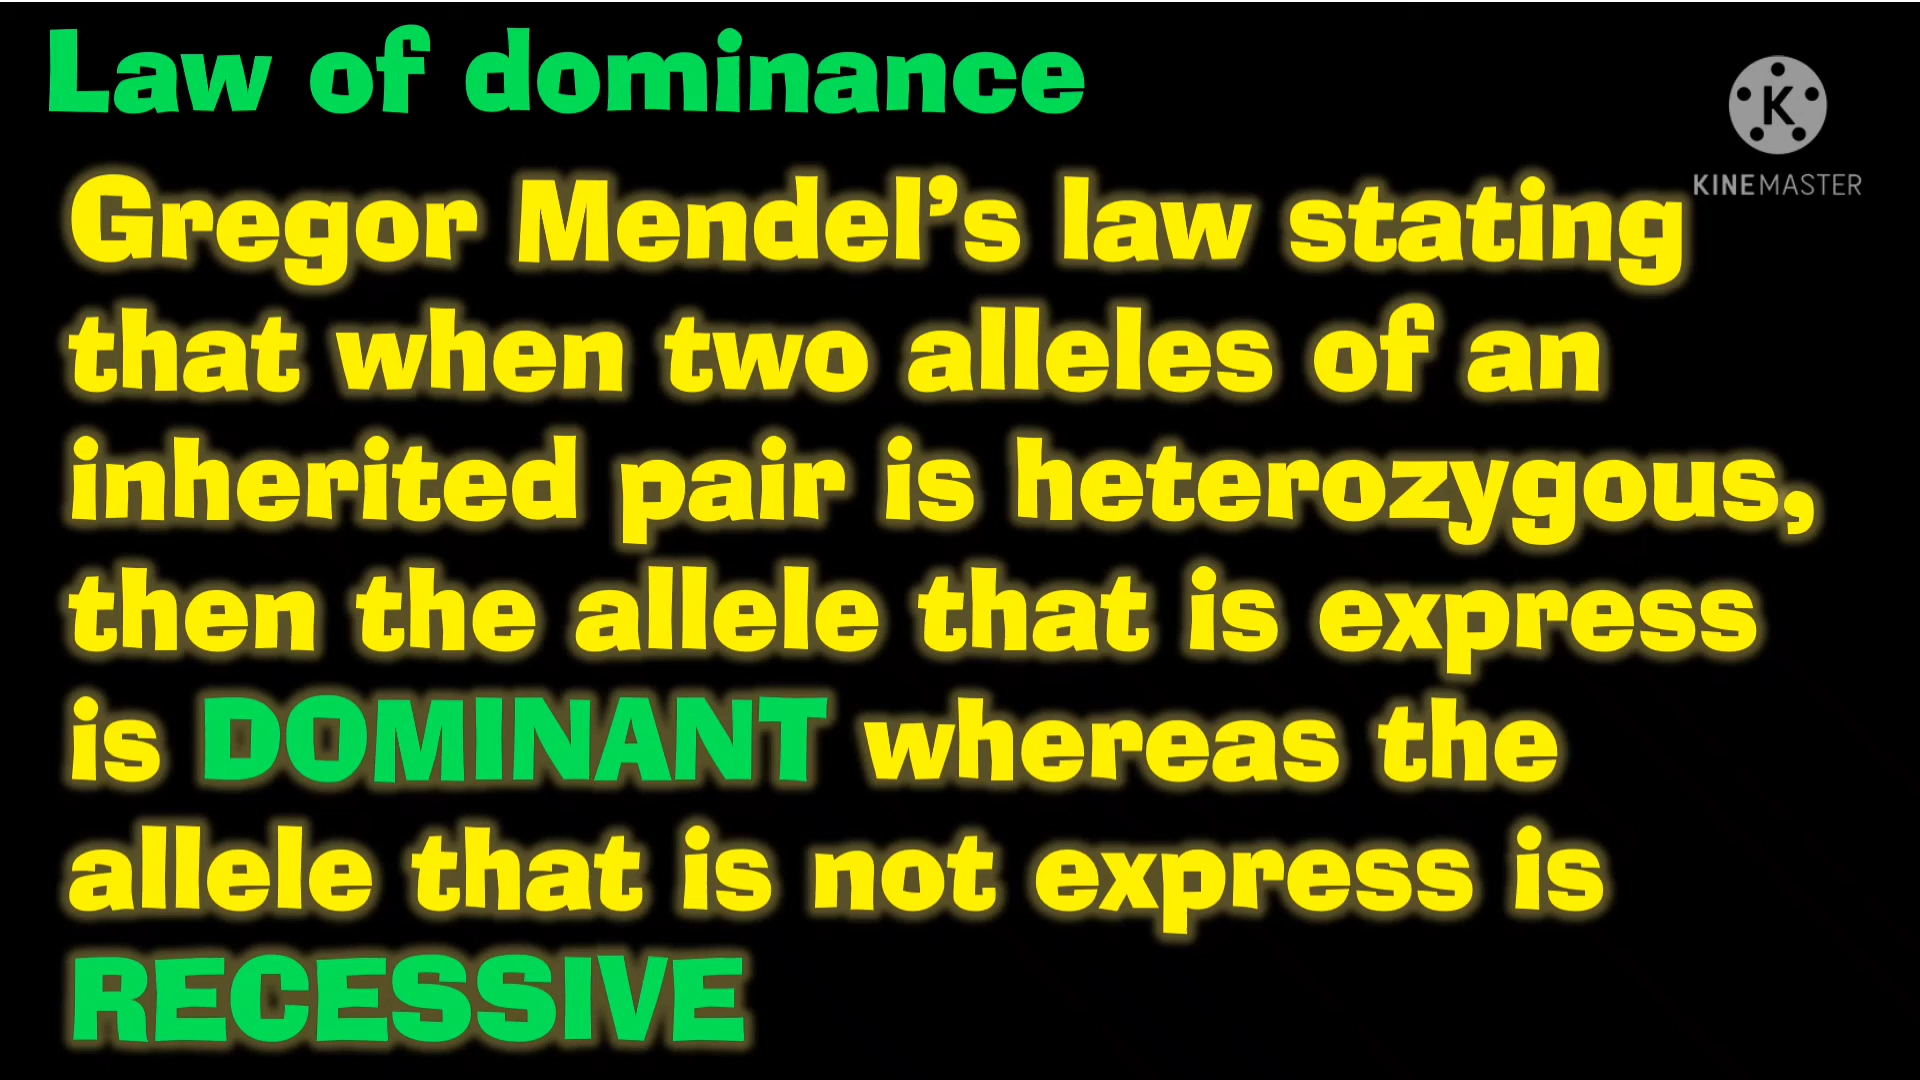 Law of dominance
K
KINEMASTER
Gregor Mendel’s law stating
that when two alleles of an
inherited pair is heterozygous,
then the allele that is express
is DOMINANT whereas the
allele that is not express is
RECESSIVE